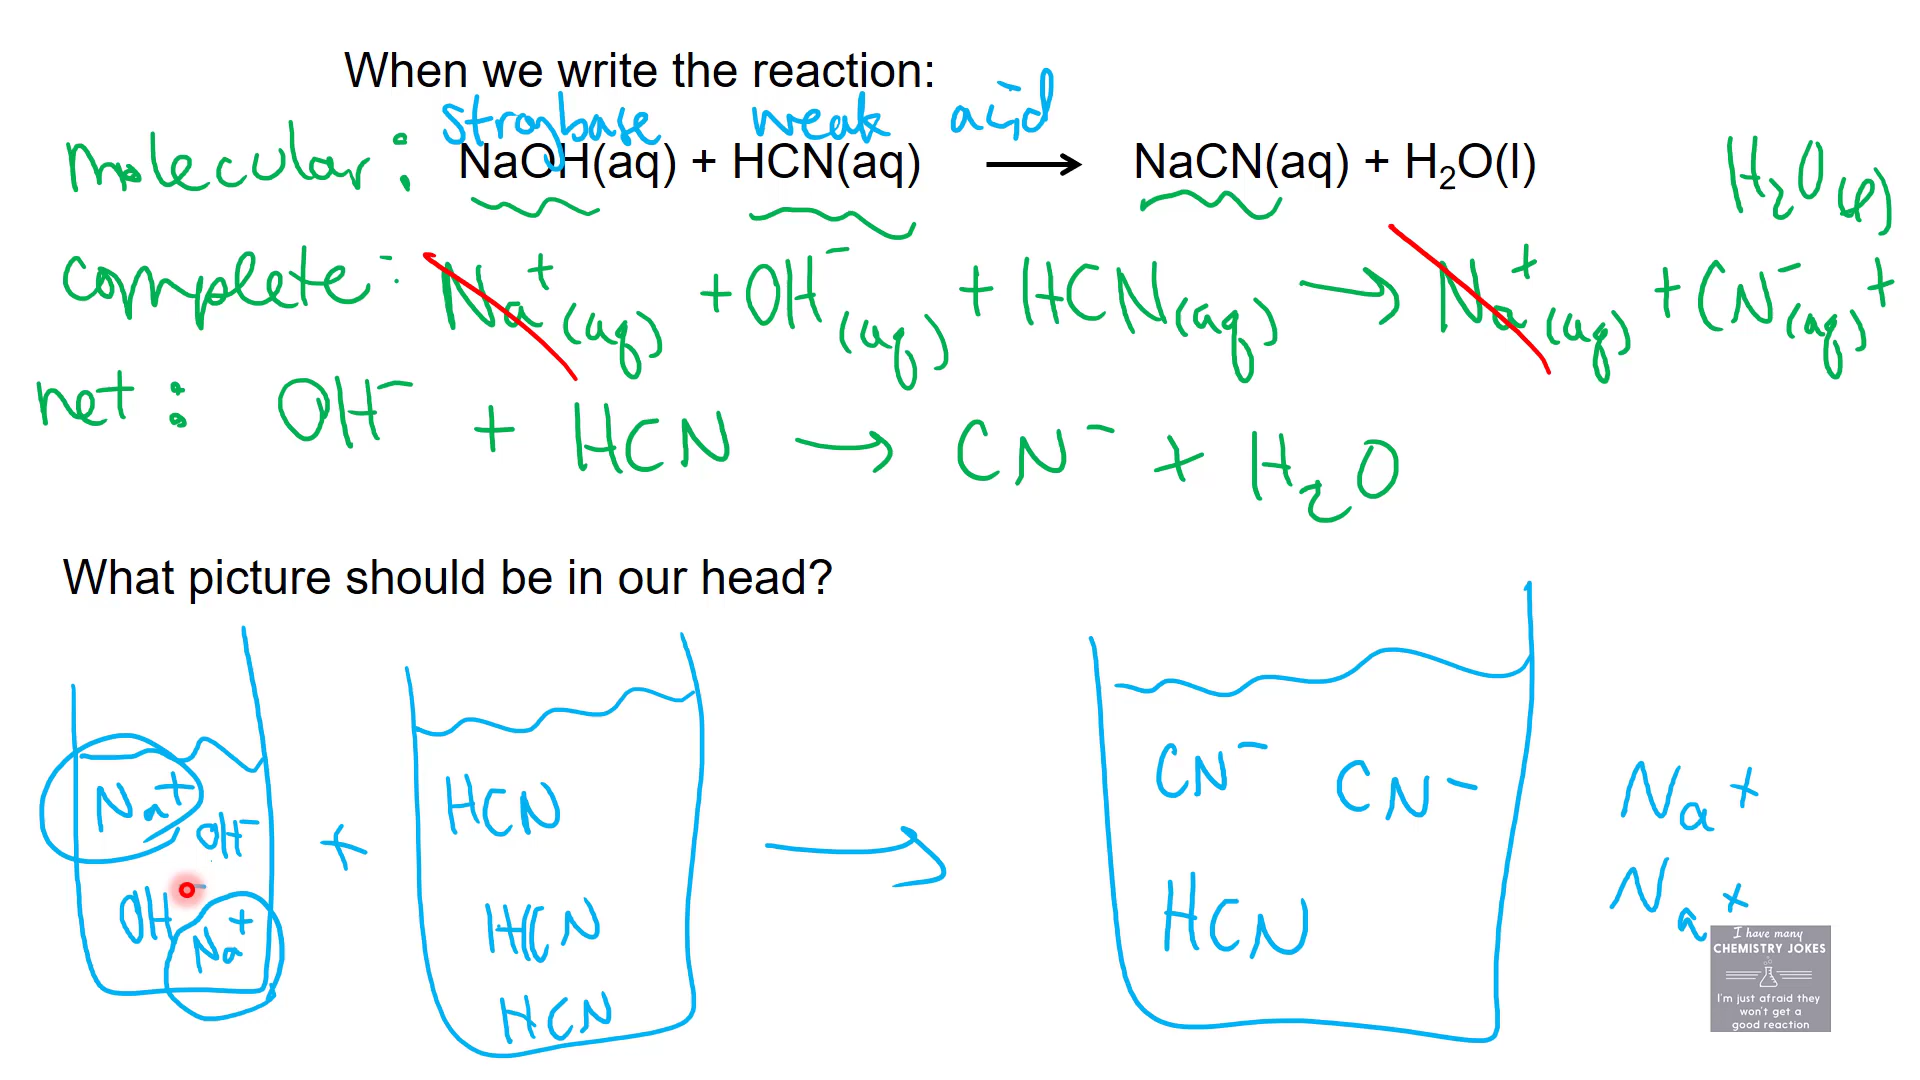 When we write the reaction:
strong base weak acid
molecular: NaOH(aq) + HCN(aq) → NaCN(aq) + H₂O(l)
complete: Na⁺(aq) + OH⁻(aq) + HCN(aq) → Na⁺(aq) + CN⁻(aq) + H₂O(l)
net: OH⁻ + HCN → CN⁻ + H₂O
What picture should be in our head?
Na⁺
OH⁻
OH⁻
Na⁺
+
HCN
HCN
HCN
→
CN⁻ CN⁻
HCN
Na⁺
Na⁺
I have many
CHEMISTRY JOKES
I'm just afraid they
won't get a
good reaction